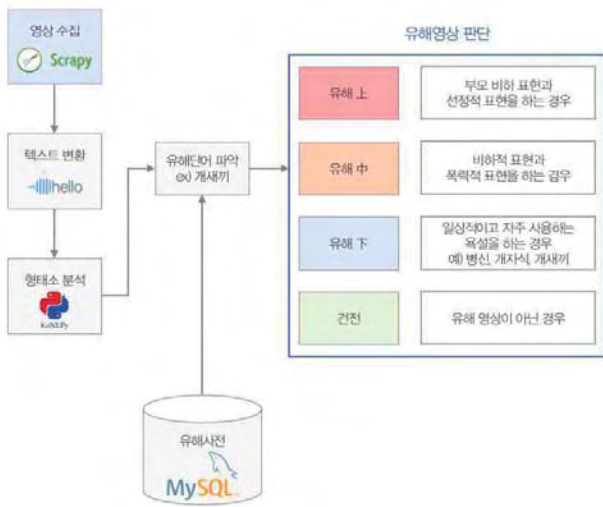 영상 수집
Scrapy
텍스트 변환
hello
형태소 분석
KoNLPy
유해단어 파악
ex) 개새끼
유해사전
MySQL
유해영상 판단
유해 上
부모 비하 표현과
선정적 표현을 하는 경우
유해 中
비하적 표현과
폭력적 표현을 하는 경우
유해 下
일상적이고 자주 사용하는
욕설을 하는 경우
예) 병신, 개자식, 개새끼
건전
유해 영상이 아닌 경우